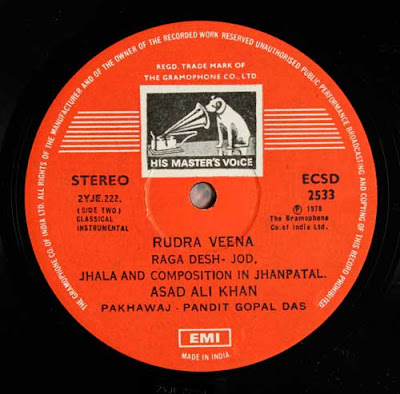 ALL RIGHTS OF THE MANUFACTURER AND OF THE OWNER OF THE RECORDED WORK RESERVED UNAUTHORISED PUBLIC PERFORMANCE BROADCASTING AND COPYING OF THIS RECORD PROHIBITED
THE GRAMOPHONE CO. OF INDIA LTD.
REGD. TRADE MARK OF
THE GRAMOPHONE CO., LTD.
HIS MASTER'S VOICE
STEREO
2YJE.222.
(SIDE TWO)
CLASSICAL
INSTRUMENTAL
ECSD
2533
℗ 1978
The Gramophone
Co.of India Ltd.
RUDRA VEENA
RAGA DESH- JOD,
JHALA AND COMPOSITION IN JHANPATAL.
ASAD ALI KHAN
PAKHAWAJ - PANDIT GOPAL DAS
EMI
MADE IN INDIA